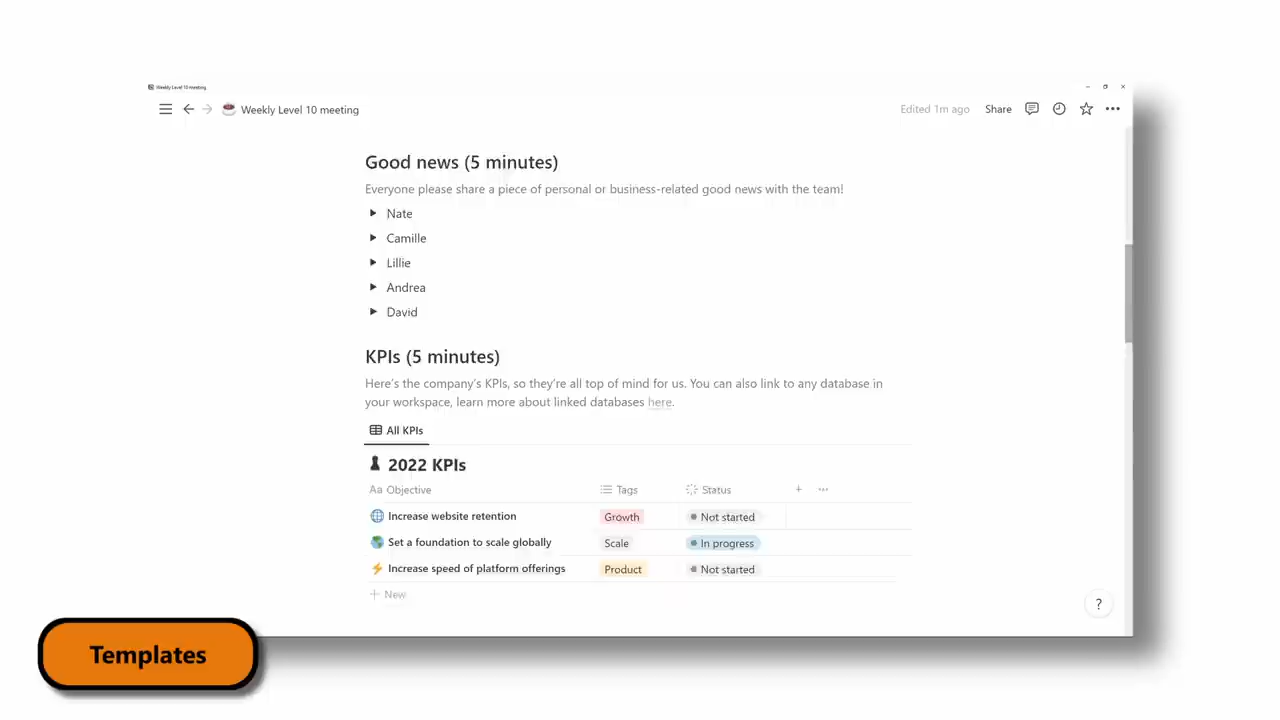 Weekly Level 10 meeting
Weekly Level 10 meeting
Edited 1m ago
Share
Good news (5 minutes)
Everyone please share a piece of personal or business-related good news with the team!
Nate
Camille
Lillie
Andrea
David
KPIs (5 minutes)
Here's the company's KPIs, so they're all top of mind for us. You can also link to any database in
your workspace, learn more about linked databases here.
All KPIs
2022 KPIs
Aa Objective Tags Status + ...
Increase website retention Growth Not started
Set a foundation to scale globally Scale In progress
Increase speed of platform offerings Product Not started
+ New
?
Templates